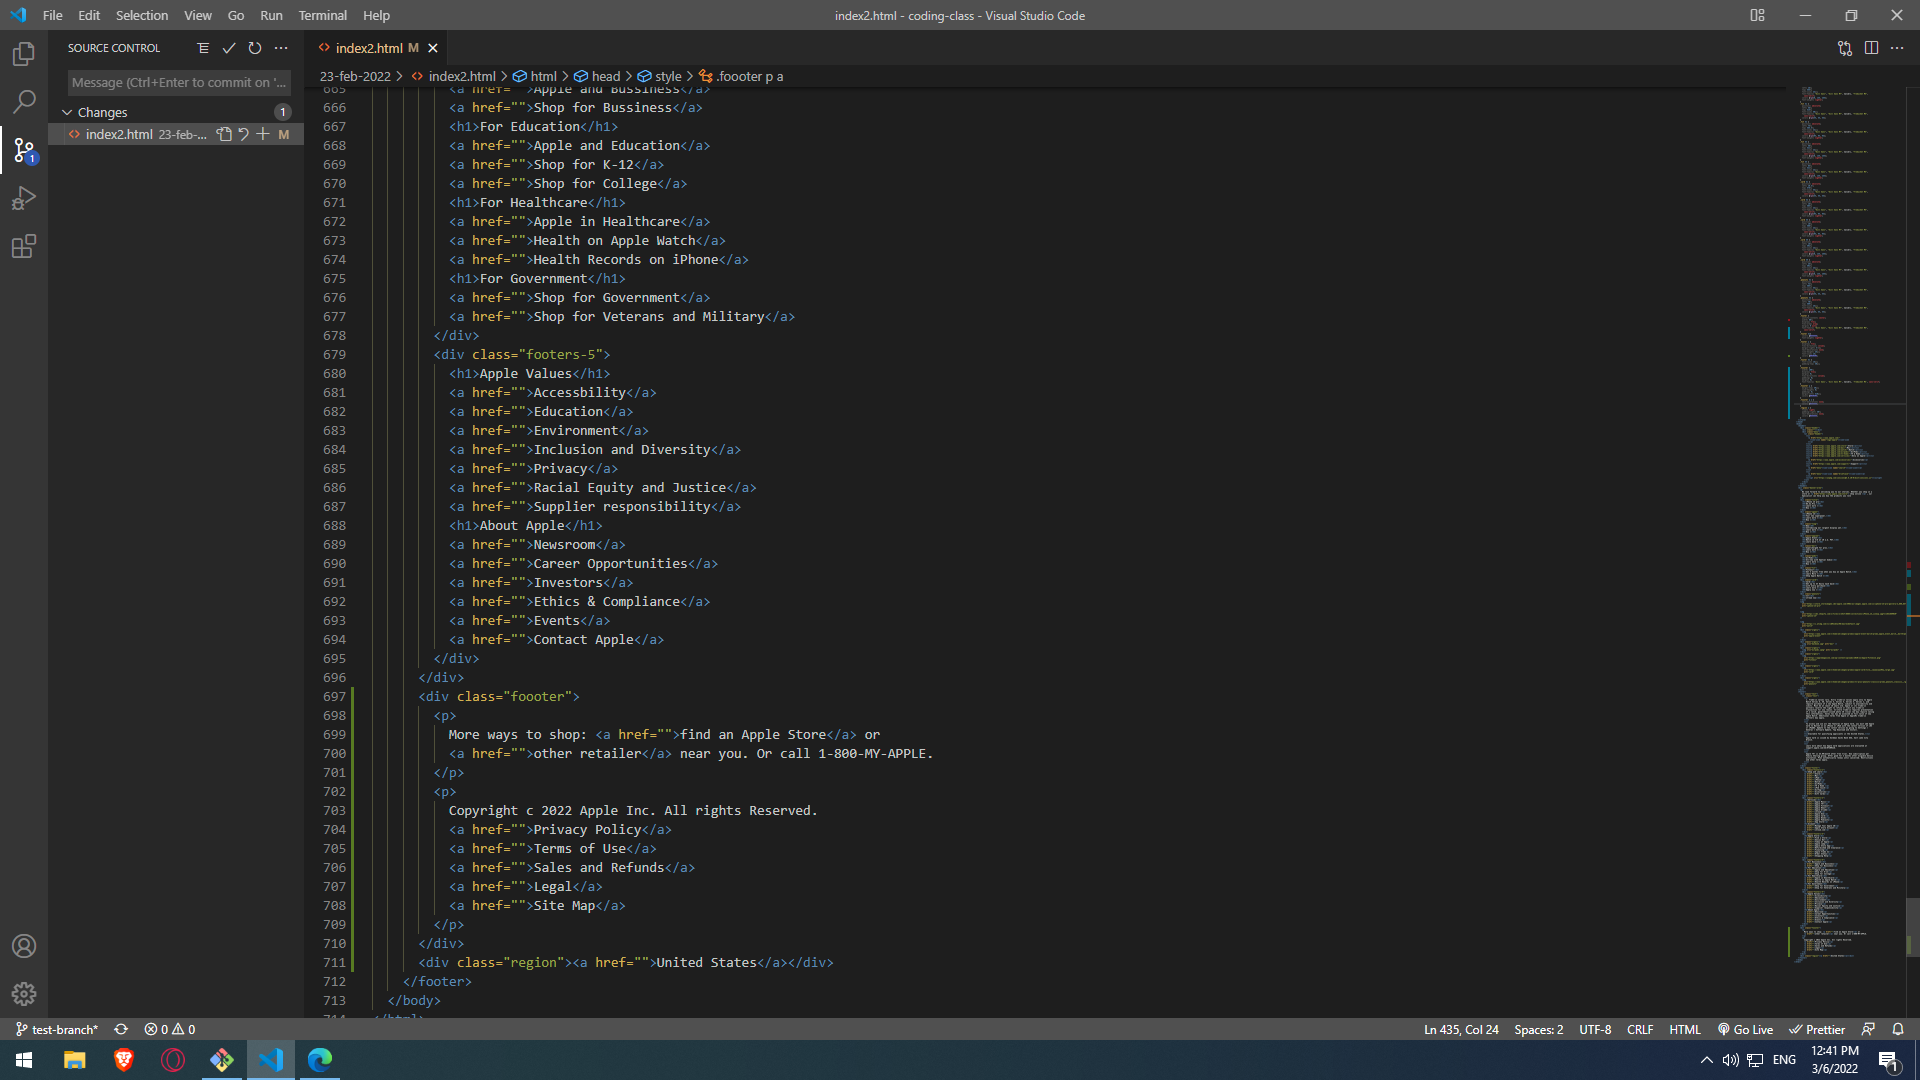 File Edit Selection View Go Run Terminal Help
index2.html - coding-class - Visual Studio Code
SOURCE CONTROL
Message (Ctrl+Enter to commit on '...
Changes 1
index2.html 23-feb-... M
1
index2.html M
23-feb-2022 > index2.html > html > head > style > .foooter p a
665 <a href="">Apple and Bussiness</a>
666 <a href="">Shop for Bussiness</a>
667 <h1>For Education</h1>
668 <a href="">Apple and Education</a>
669 <a href="">Shop for K-12</a>
670 <a href="">Shop for College</a>
671 <h1>For Healthcare</h1>
672 <a href="">Apple in Healthcare</a>
673 <a href="">Health on Apple Watch</a>
674 <a href="">Health Records on iPhone</a>
675 <h1>For Government</h1>
676 <a href="">Shop for Government</a>
677 <a href="">Shop for Veterans and Military</a>
678 </div>
679 <div class="footers-5">
680 <h1>Apple Values</h1>
681 <a href="">Accessbility</a>
682 <a href="">Education</a>
683 <a href="">Environment</a>
684 <a href="">Inclusion and Diversity</a>
685 <a href="">Privacy</a>
686 <a href="">Racial Equity and Justice</a>
687 <a href="">Supplier responsibility</a>
688 <h1>About Apple</h1>
689 <a href="">Newsroom</a>
690 <a href="">Career Opportunities</a>
691 <a href="">Investors</a>
692 <a href="">Ethics & Compliance</a>
693 <a href="">Events</a>
694 <a href="">Contact Apple</a>
695 </div>
696 </div>
697 <div class="foooter">
698 <p>
699 More ways to shop: <a href="">find an Apple Store</a> or
700 <a href="">other retailer</a> near you. Or call 1-800-MY-APPLE.
701 </p>
702 <p>
703 Copyright c 2022 Apple Inc. All rights Reserved.
704 <a href="">Privacy Policy</a>
705 <a href="">Terms of Use</a>
706 <a href="">Sales and Refunds</a>
707 <a href="">Legal</a>
708 <a href="">Site Map</a>
709 </p>
710 </div>
711 <div class="region"><a href="">United States</a></div>
712 </footer>
713 </body>
714 </html>
test-branch* 0 0 Ln 435, Col 24 Spaces: 2 UTF-8 CRLF HTML Go Live Prettier
ENG 12:41 PM
3/6/2022 1